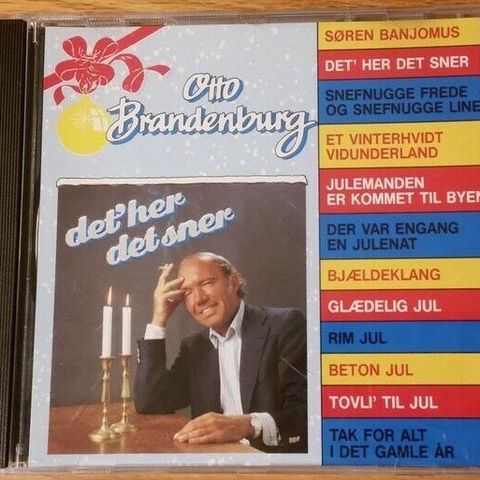 Otto
Brandenburg
det' her
det sner
SØREN BANJOMUS
DET' HER DET SNER
SNEFNUGGE FREDE
OG SNEFNUGGE LINE
ET VINTERHVIDT
VIDUNDERLAND
JULEMANDEN
ER KOMMET TIL BYEN
DER VAR ENGANG
EN JULENAT
BJÆLDEKLANG
GLÆDELIG JUL
RIM JUL
BETON JUL
TOVLI' TIL JUL
TAK FOR ALT
I DET GAMLE ÅR